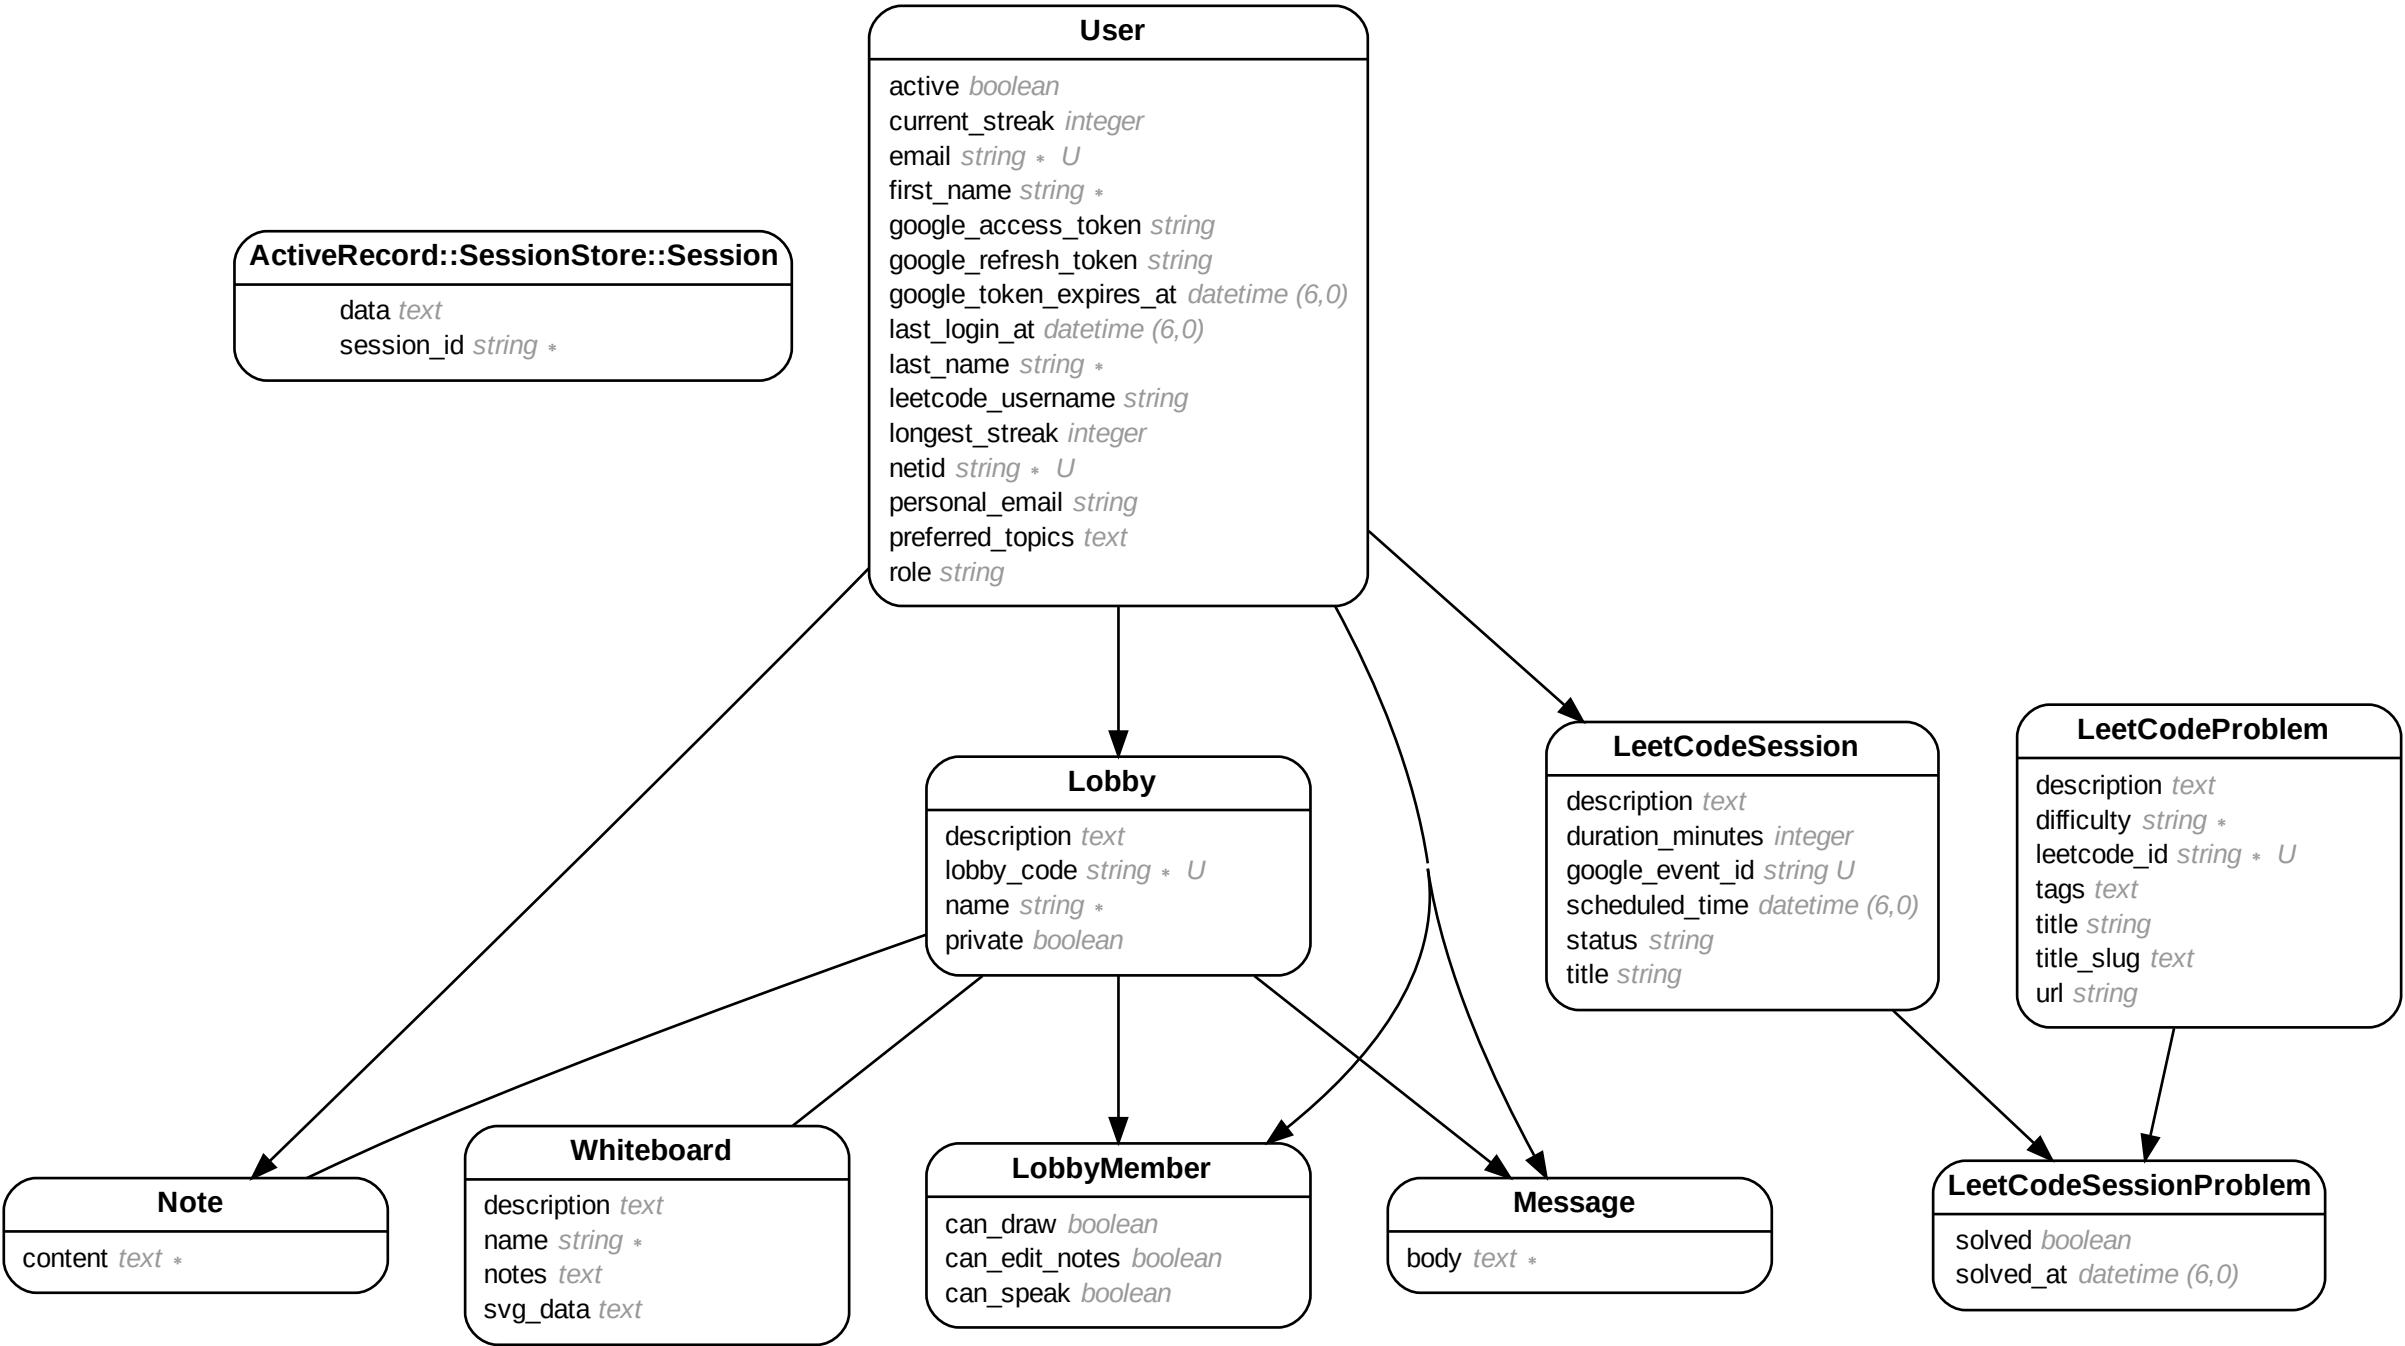 User
active boolean
current_streak integer
email string * U
first_name string *
google_access_token string
google_refresh_token string
google_token_expires_at datetime (6,0)
last_login_at datetime (6,0)
last_name string *
leetcode_username string
longest_streak integer
netid string * U
personal_email string
preferred_topics text
role string
ActiveRecord::SessionStore::Session
data text
session_id string *
Lobby
description text
lobby_code string * U
name string *
private boolean
LeetCodeSession
description text
duration_minutes integer
google_event_id string U
scheduled_time datetime (6,0)
status string
title string
LeetCodeProblem
description text
difficulty string *
leetcode_id string * U
tags text
title string
title_slug text
url string
Note
content text *
Whiteboard
description text
name string *
notes text
svg_data text
LobbyMember
can_draw boolean
can_edit_notes boolean
can_speak boolean
Message
body text *
LeetCodeSessionProblem
solved boolean
solved_at datetime (6,0)